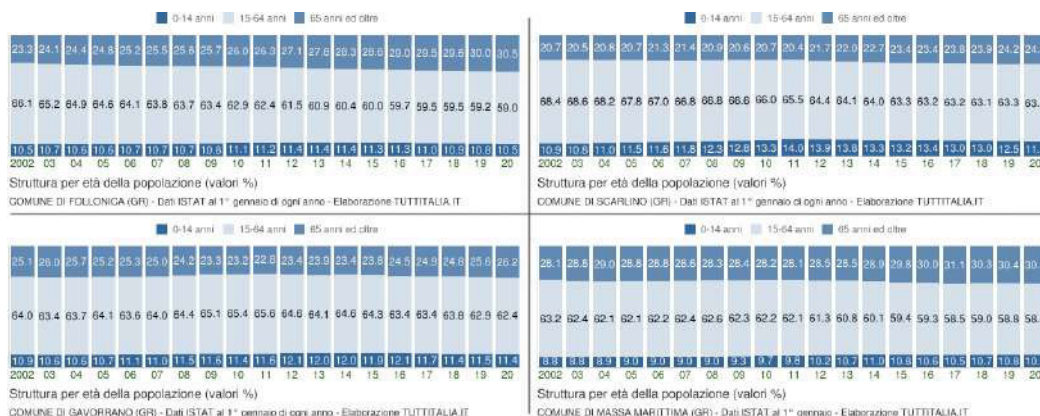 0-14 anni 15-64 anni 65 anni ed oltre
23.3 24.1 24.4 24.8 25.2 25.5 25.6 25.7 26.0 26.3 27.1 27.6 28.3 28.6 29.0 29.5 29.6 30.0 30.5
66.1 65.2 64.9 64.6 64.1 63.8 63.7 63.4 62.9 62.4 61.5 60.9 60.4 60.0 59.7 59.5 59.5 59.2 59.0
10.5 10.7 10.6 10.6 10.7 10.7 10.7 10.8 11.1 11.2 11.4 11.4 11.4 11.3 11.3 11.0 10.9 10.8 10.5
2002 03 04 05 06 07 08 09 10 11 12 13 14 15 16 17 18 19 20
Struttura per età della popolazione (valori %)
COMUNE DI FOLLONICA (GR) - Dati ISTAT al 1° gennaio di ogni anno - Elaborazione TUTTITALIA.IT
0-14 anni 15-64 anni 65 anni ed oltre
20.7 20.5 20.8 20.7 21.3 21.4 20.9 20.6 20.7 20.4 21.7 22.0 22.7 23.4 23.4 23.8 23.9 24.2
68.4 68.6 68.2 67.8 67.0 66.8 66.8 66.6 66.0 65.5 64.4 64.1 64.0 63.3 63.2 63.2 63.1 63.3 63.
10.9 10.8 11.0 11.5 11.6 11.8 12.3 12.8 13.3 14.0 13.9 13.8 13.3 13.2 13.4 13.0 13.0 12.5 11.
2002 03 04 05 06 07 08 09 10 11 12 13 14 15 16 17 18 19 20
Struttura per età della popolazione (valori %)
COMUNE DI SCARLINO (GR) - Dati ISTAT al 1° gennaio di ogni anno - Elaborazione TUTTITALIA.IT
0-14 anni 15-64 anni 65 anni ed oltre
25.1 26.0 25.7 25.2 25.3 25.0 24.2 23.3 23.2 22.8 23.4 23.9 23.4 23.8 24.5 24.9 24.8 25.6 26.2
64.0 63.4 63.7 64.1 63.6 64.0 64.4 65.1 65.4 65.6 64.6 64.1 64.6 64.3 63.4 63.4 63.8 62.9 62.4
10.9 10.6 10.6 10.7 11.1 11.0 11.5 11.6 11.4 11.6 12.1 12.0 12.0 11.9 12.1 11.7 11.4 11.5 11.4
2002 03 04 05 06 07 08 09 10 11 12 13 14 15 16 17 18 19 20
Struttura per età della popolazione (valori %)
COMUNE DI GAVORRANO (GR) - Dati ISTAT al 1° gennaio di ogni anno - Elaborazione TUTTITALIA.IT
0-14 anni 15-64 anni 65 anni ed oltre
28.1 28.8 29.0 28.8 28.8 28.6 28.3 28.4 28.2 28.1 28.5 28.5 28.9 29.8 30.0 31.1 30.3 30.4 30.
63.2 62.4 62.1 62.1 62.2 62.4 62.6 62.3 62.2 62.1 61.3 60.8 60.1 59.4 59.3 58.5 59.0 58.8 58.
8.8 8.8 8.9 9.0 9.0 9.0 9.0 9.3 9.7 9.8 10.2 10.7 11.0 10.8 10.6 10.5 10.7 10.8 10.
2002 03 04 05 06 07 08 09 10 11 12 13 14 15 16 17 18 19 20
Struttura per età della popolazione (valori %)
COMUNE DI MASSA MARITTIMA (GR) - Dati ISTAT al 1° gennaio - Elaborazione TUTTITALIA.IT